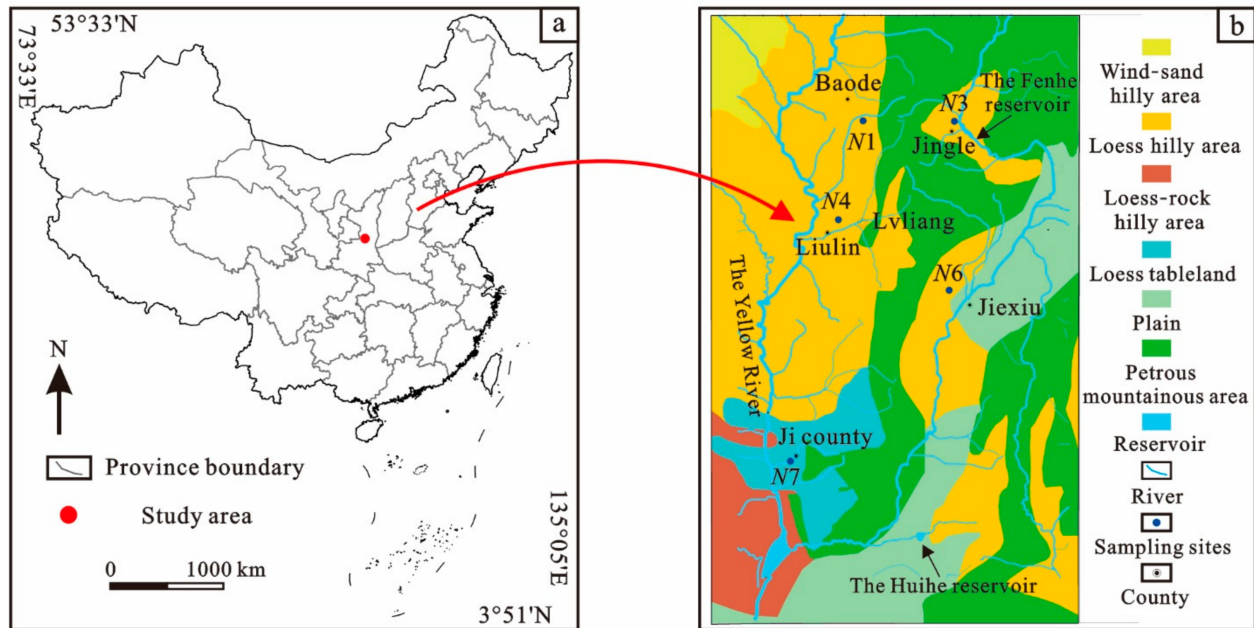 53°33'N
a
73°33'E
N
Province boundary
Study area
0 1000 km
135°05'E
3°51'N
b
Baode
N1
N3
The Fenhe
reservoir
Jingle
N4
Lvliang
Liulin
N6
Jiexiu
The Yellow River
Ji county
N7
The Huihe reservoir
Wind-sand
hilly area
Loess hilly area
Loess-rock
hilly area
Loess tableland
Plain
Petrous
mountainous area
Reservoir
River
Sampling sites
County